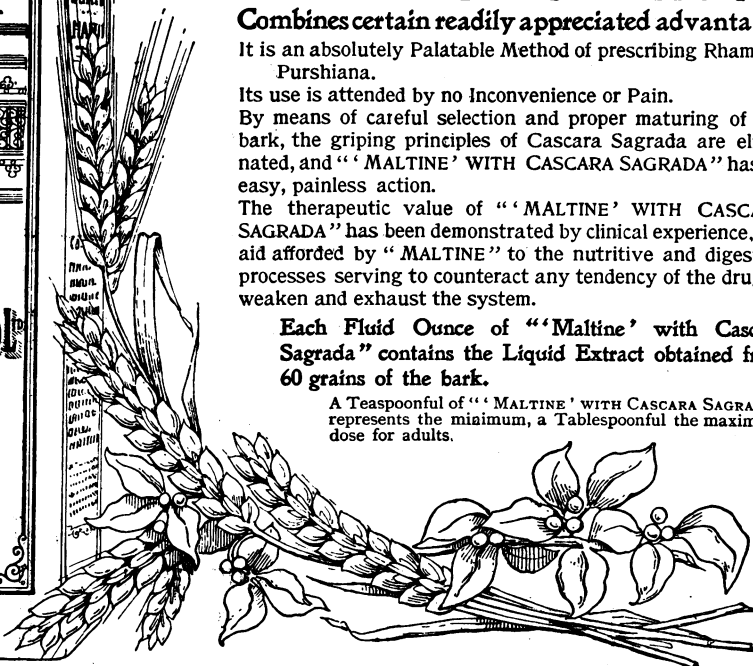 Combines certain readily appreciated advanta
It is an absolutely Palatable Method of prescribing Rham
Purshiana.
Its use is attended by no Inconvenience or Pain.
By means of careful selection and proper maturing of
bark, the griping principles of Cascara Sagrada are el
nated, and “ ‘ MALTINE ’ WITH CASCARA SAGRADA ” has
easy, painless action.
The therapeutic value of “ ‘ MALTINE ’ WITH CASCA
SAGRADA ” has been demonstrated by clinical experience,
aid afforded by “ MALTINE ” to the nutritive and diges
processes serving to counteract any tendency of the dru
weaken and exhaust the system.
Each Fluid Ounce of “ ‘ Maltine ’ with Casc
Sagrada ” contains the Liquid Extract obtained fr
60 grains of the bark.
A Teaspoonful of “ ‘ MALTINE ’ WITH CASCARA SAGRA
represents the minimum, a Tablespoonful the maxim
dose for adults.